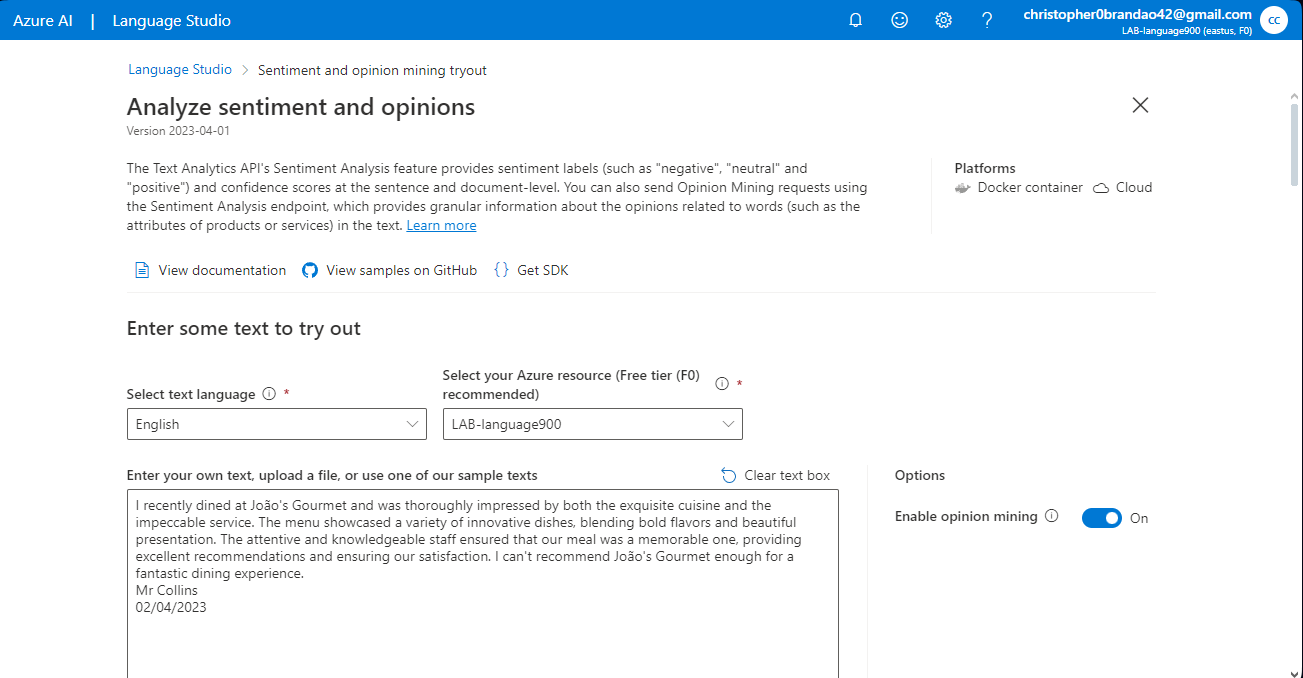 Azure AI | Language Studio
christopher0brandao42@gmail.com
LAB-language900 (eastus, F0)
CC
Language Studio > Sentiment and opinion mining tryout
Analyze sentiment and opinions
Version 2023-04-01
The Text Analytics API's Sentiment Analysis feature provides sentiment labels (such as "negative", "neutral" and
"positive") and confidence scores at the sentence and document-level. You can also send Opinion Mining requests using
the Sentiment Analysis endpoint, which provides granular information about the opinions related to words (such as the
attributes of products or services) in the text. Learn more
Platforms
Docker container Cloud
View documentation View samples on GitHub {} Get SDK
Enter some text to try out
Select text language *
English
Select your Azure resource (Free tier (F0)
recommended) *
LAB-language900
Enter your own text, upload a file, or use one of our sample texts
Clear text box
I recently dined at João's Gourmet and was thoroughly impressed by both the exquisite cuisine and the
impeccable service. The menu showcased a variety of innovative dishes, blending bold flavors and beautiful
presentation. The attentive and knowledgeable staff ensured that our meal was a memorable one, providing
excellent recommendations and ensuring our satisfaction. I can't recommend João's Gourmet enough for a
fantastic dining experience.
Mr Collins
02/04/2023
Options
Enable opinion mining On